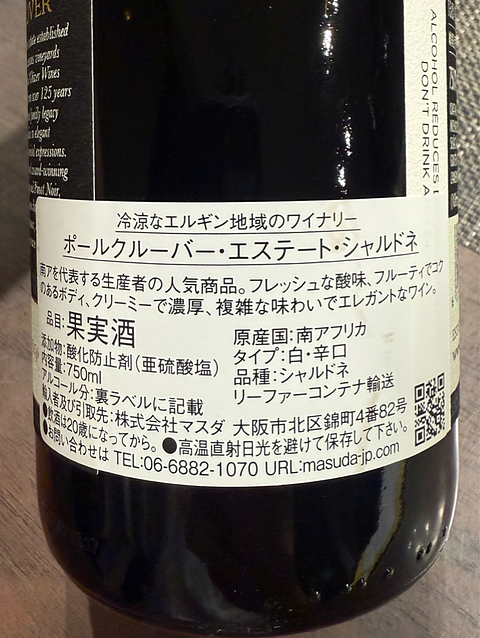 established
vineyards
Wines
over 125 years
family legacy
elegant
expressions.
award-winning
Pinot Noir,
ALCOHOL REDUCES
DON'T DRINK A
冷涼なエルギン地域のワイナリー
ポールクルーバー・エステート・シャルドネ
南アを代表する生産者の人気商品。フレッシュな酸味、フルーティでコク
のあるボディ、クリーミーで濃厚、複雑な味わいでエレガントなワイン。
品目:果実酒
添加物:酸化防止剤(亜硫酸塩)
内容量:750ml
アルコール分:裏ラベルに記載
原産国:南アフリカ
タイプ:白・辛口
品種:シャルドネ
リーファーコンテナ輸送
輸入者及び引取先:株式会社マスダ 大阪市北区錦町4番82号
●飲酒は20歳になってから。●高温直射日光を避けて保存して下さい。
●お問い合わせは TEL:06-6882-1070 URL:masuda-jp.com